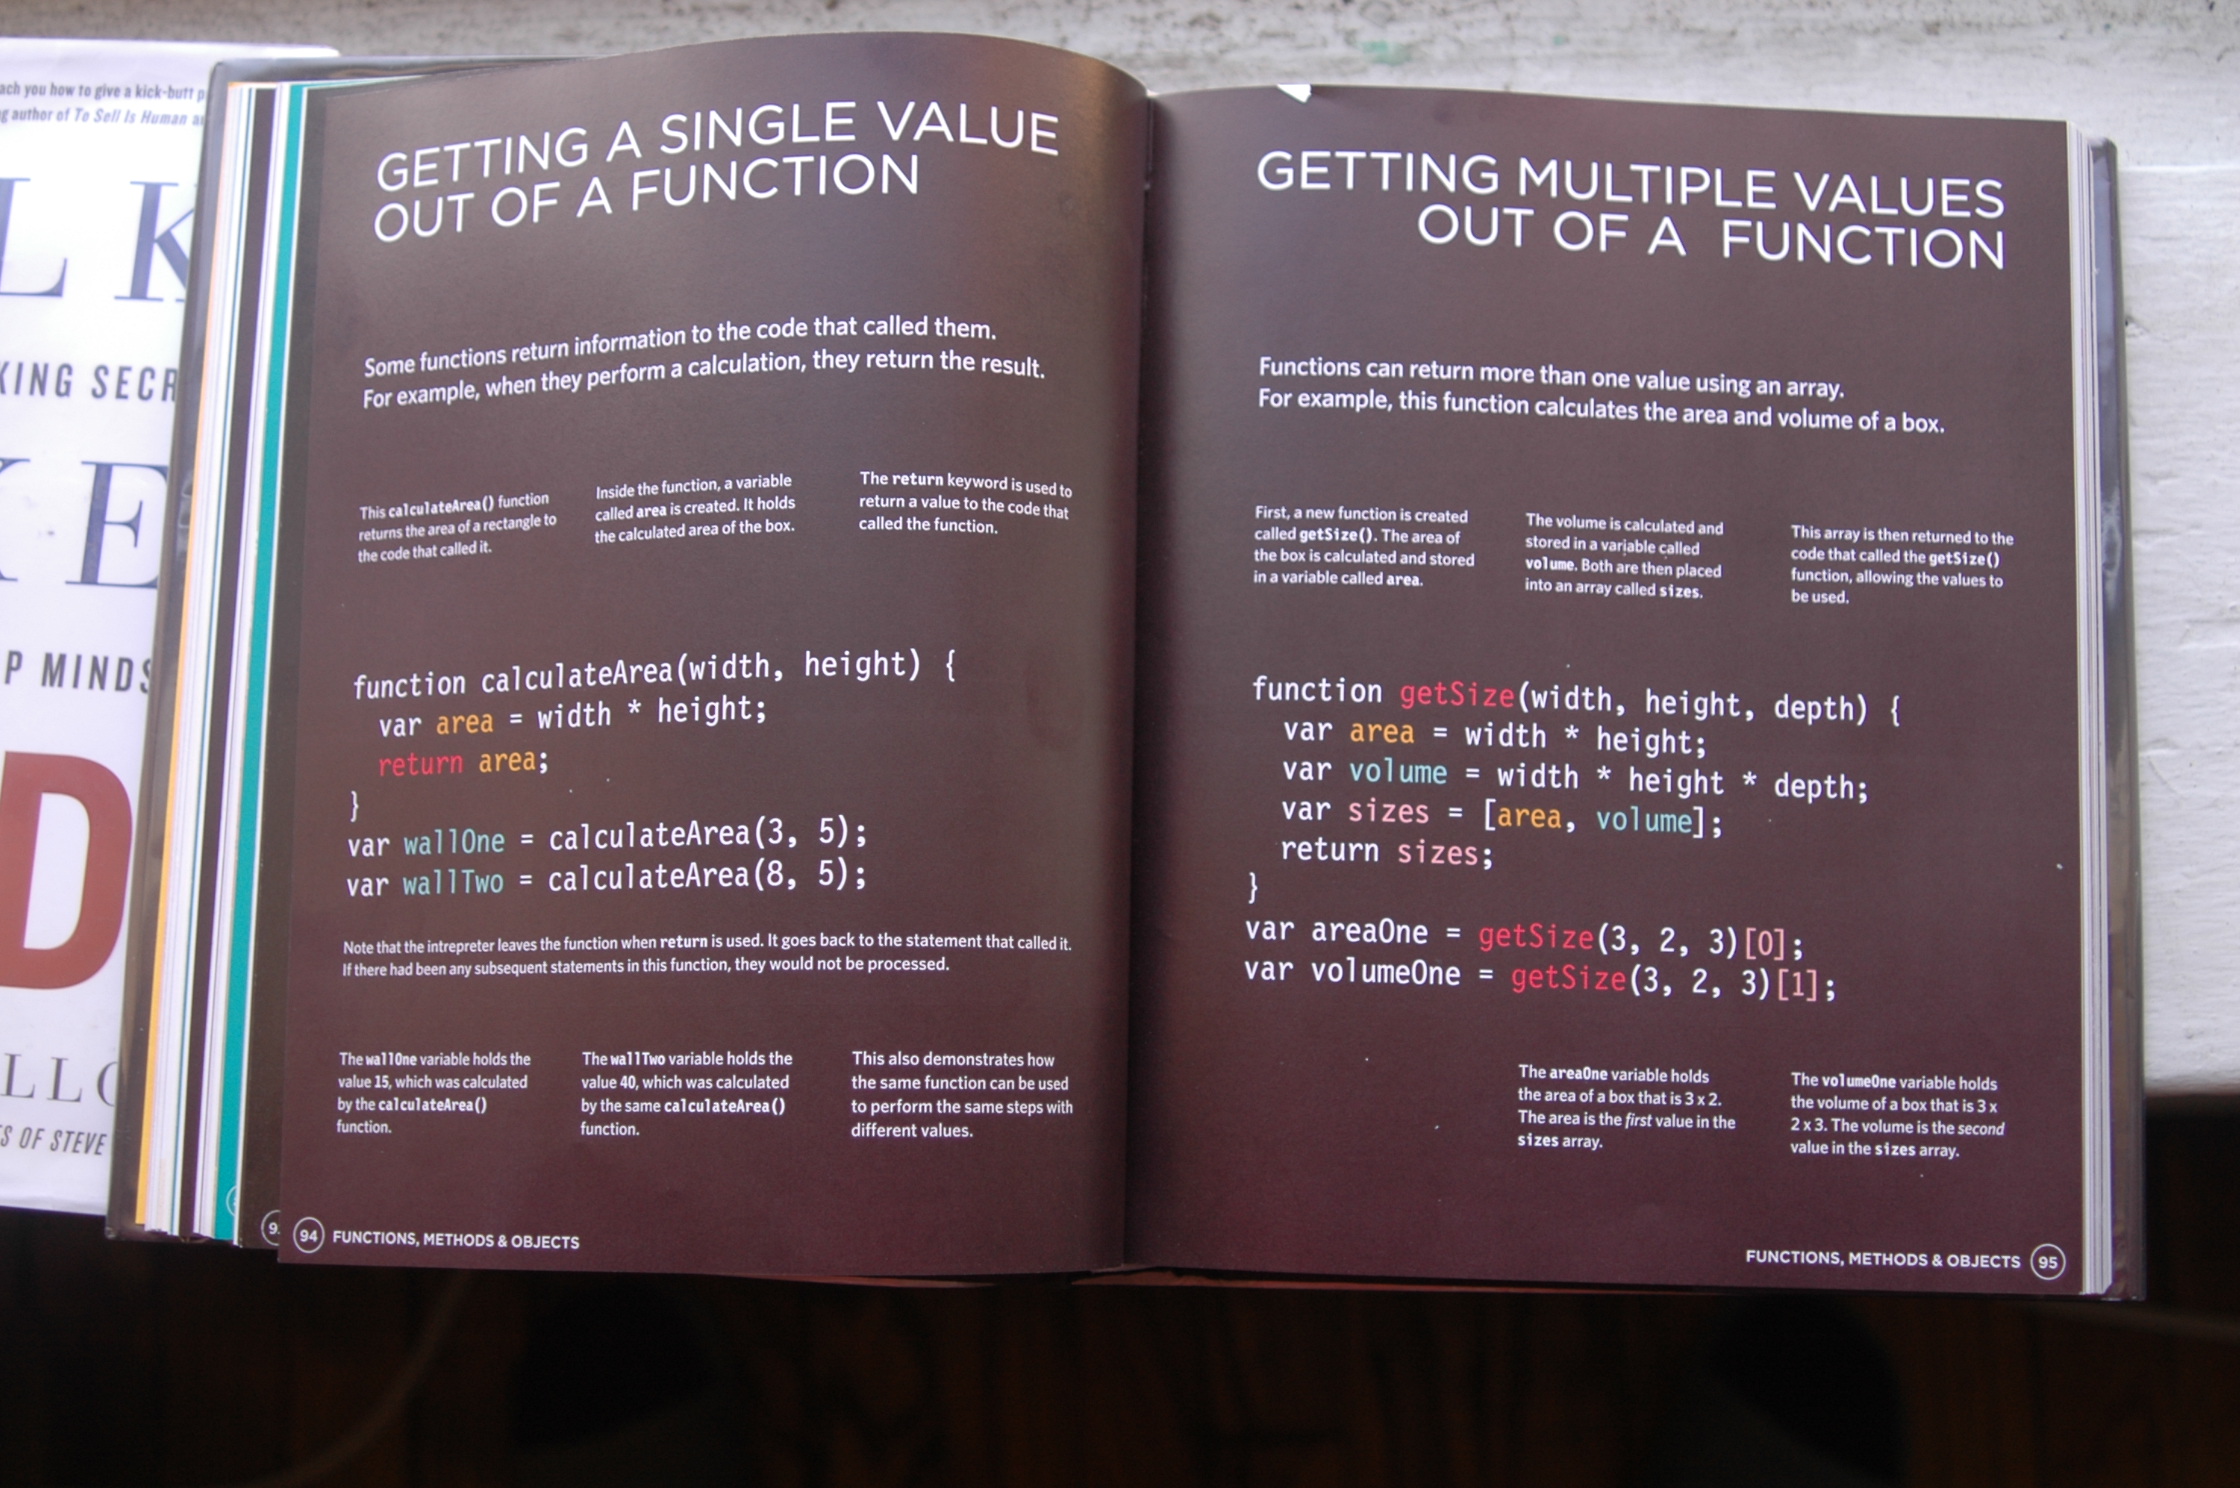 ach you how to give a kick-butt p
g author of To Sell Is Human a
L K
KING SECR
KE
P MINDS
D
LLO
S OF STEVE
GETTING A SINGLE VALUE
OUT OF A FUNCTION
Some functions return information to the code that called them.
For example, when they perform a calculation, they return the result.
This calculateArea() function
returns the area of a rectangle to
the code that called it.
Inside the function, a variable
called area is created. It holds
the calculated area of the box.
The return keyword is used to
return a value to the code that
called the function.
function calculateArea(width, height) {
var area = width * height;
return area;
}
var wallOne = calculateArea(3, 5);
var wallTwo = calculateArea(8, 5);
Note that the intrepreter leaves the function when return is used. It goes back to the statement that called it.
If there had been any subsequent statements in this function, they would not be processed.
The wallOne variable holds the
value 15, which was calculated
by the calculateArea()
function.
The wallTwo variable holds the
value 40, which was calculated
by the same calculateArea()
function.
This also demonstrates how
the same function can be used
to perform the same steps with
different values.
94 FUNCTIONS, METHODS & OBJECTS
GETTING MULTIPLE VALUES
OUT OF A FUNCTION
Functions can return more than one value using an array.
For example, this function calculates the area and volume of a box.
First, a new function is created
called getSize(). The area of
the box is calculated and stored
in a variable called area.
The volume is calculated and
stored in a variable called
volume. Both are then placed
into an array called sizes.
This array is then returned to the
code that called the getSize()
function, allowing the values to
be used.
function getSize(width, height, depth) {
var area = width * height;
var volume = width * height * depth;
var sizes = [area, volume];
return sizes;
}
var areaOne = getSize(3, 2, 3)[0];
var volumeOne = getSize(3, 2, 3)[1];
The areaOne variable holds
the area of a box that is 3 x 2.
The area is the first value in the
sizes array.
The volumeOne variable holds
the volume of a box that is 3 x
2 x 3. The volume is the second
value in the sizes array.
FUNCTIONS, METHODS & OBJECTS 95